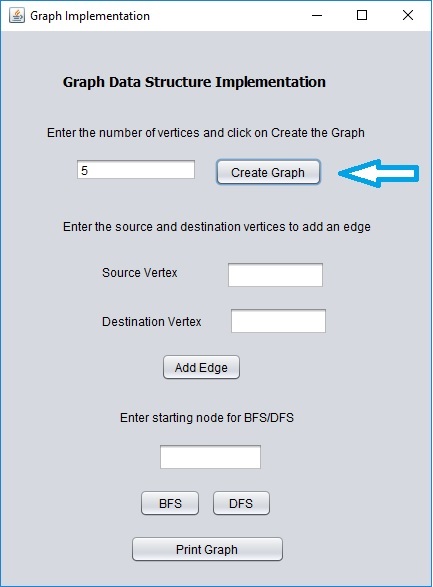 Graph Implementation
Graph Data Structure Implementation
Enter the number of vertices and click on Create the Graph
5
Create Graph
Enter the source and destination vertices to add an edge
Source Vertex
Destination Vertex
Add Edge
Enter starting node for BFS/DFS
BFS DFS
Print Graph